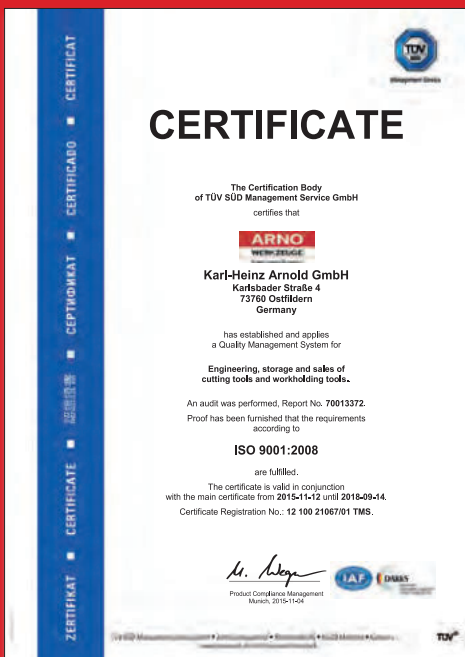 TÜV
SÜD
Management Service
ZERTIFIKAT ■ CERTIFICATE ■ ■ СЕРТИФИКАТ ■ CERTIFICADO ■ CERTIFICAT
CERTIFICATE
The Certification Body
of TÜV SÜD Management Service GmbH
certifies that
ARNO
WERKZEUGE
Karl-Heinz Arnold GmbH
Karlsbader Straße 4
73760 Ostfildern
Germany
has established and applies
a Quality Management System for
Engineering, storage and sales of
cutting tools and workholding tools.
An audit was performed, Report No. 70013372.
Proof has been furnished that the requirements
according to
ISO 9001:2008
are fulfilled.
The certificate is valid in conjunction
with the main certificate from 2015-11-12 until 2018-09-14.
Certificate Registration No.: 12 100 21067/01 TMS.
Product Compliance Management
Munich, 2015-11-04
IAF
DAkkS
TÜV®